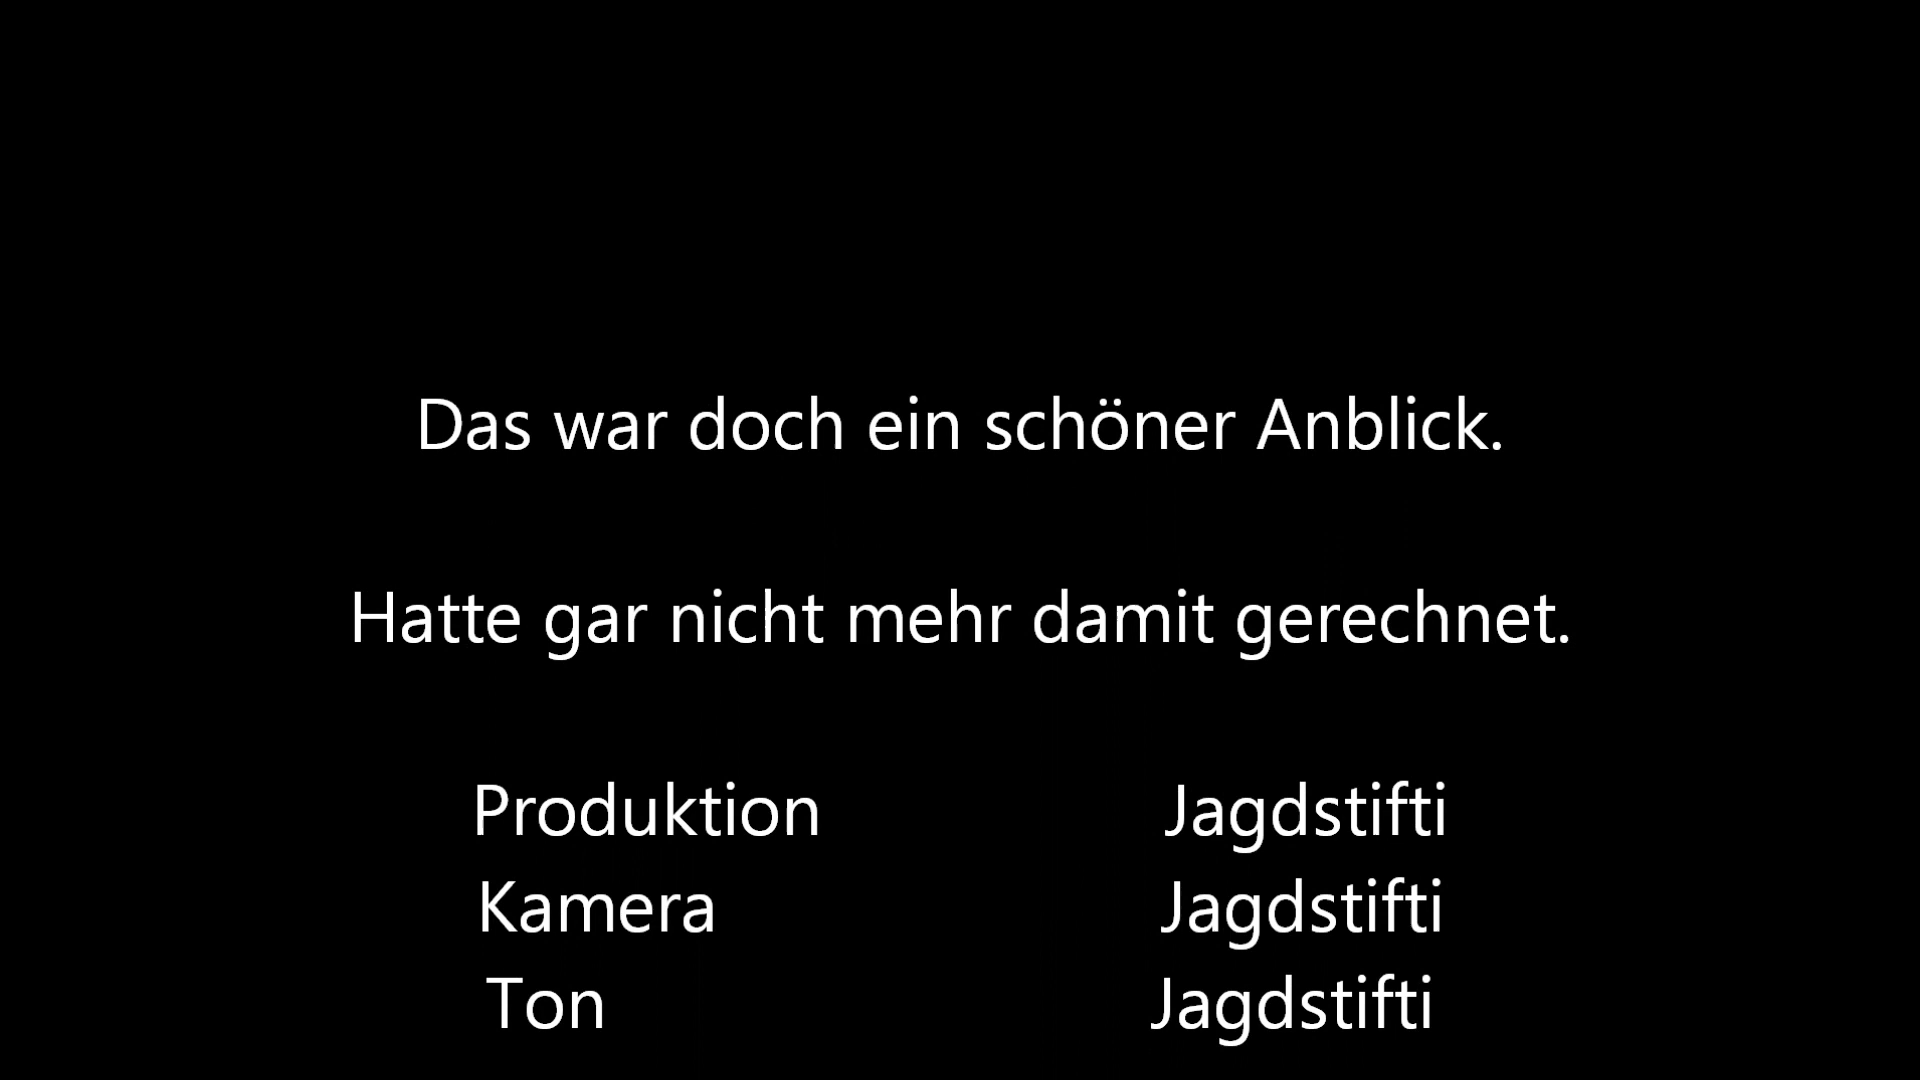 Das war doch ein schöner Anblick.
Hatte gar nicht mehr damit gerechnet.
Produktion Jagdstifti
Kamera Jagdstifti
Ton Jagdstifti